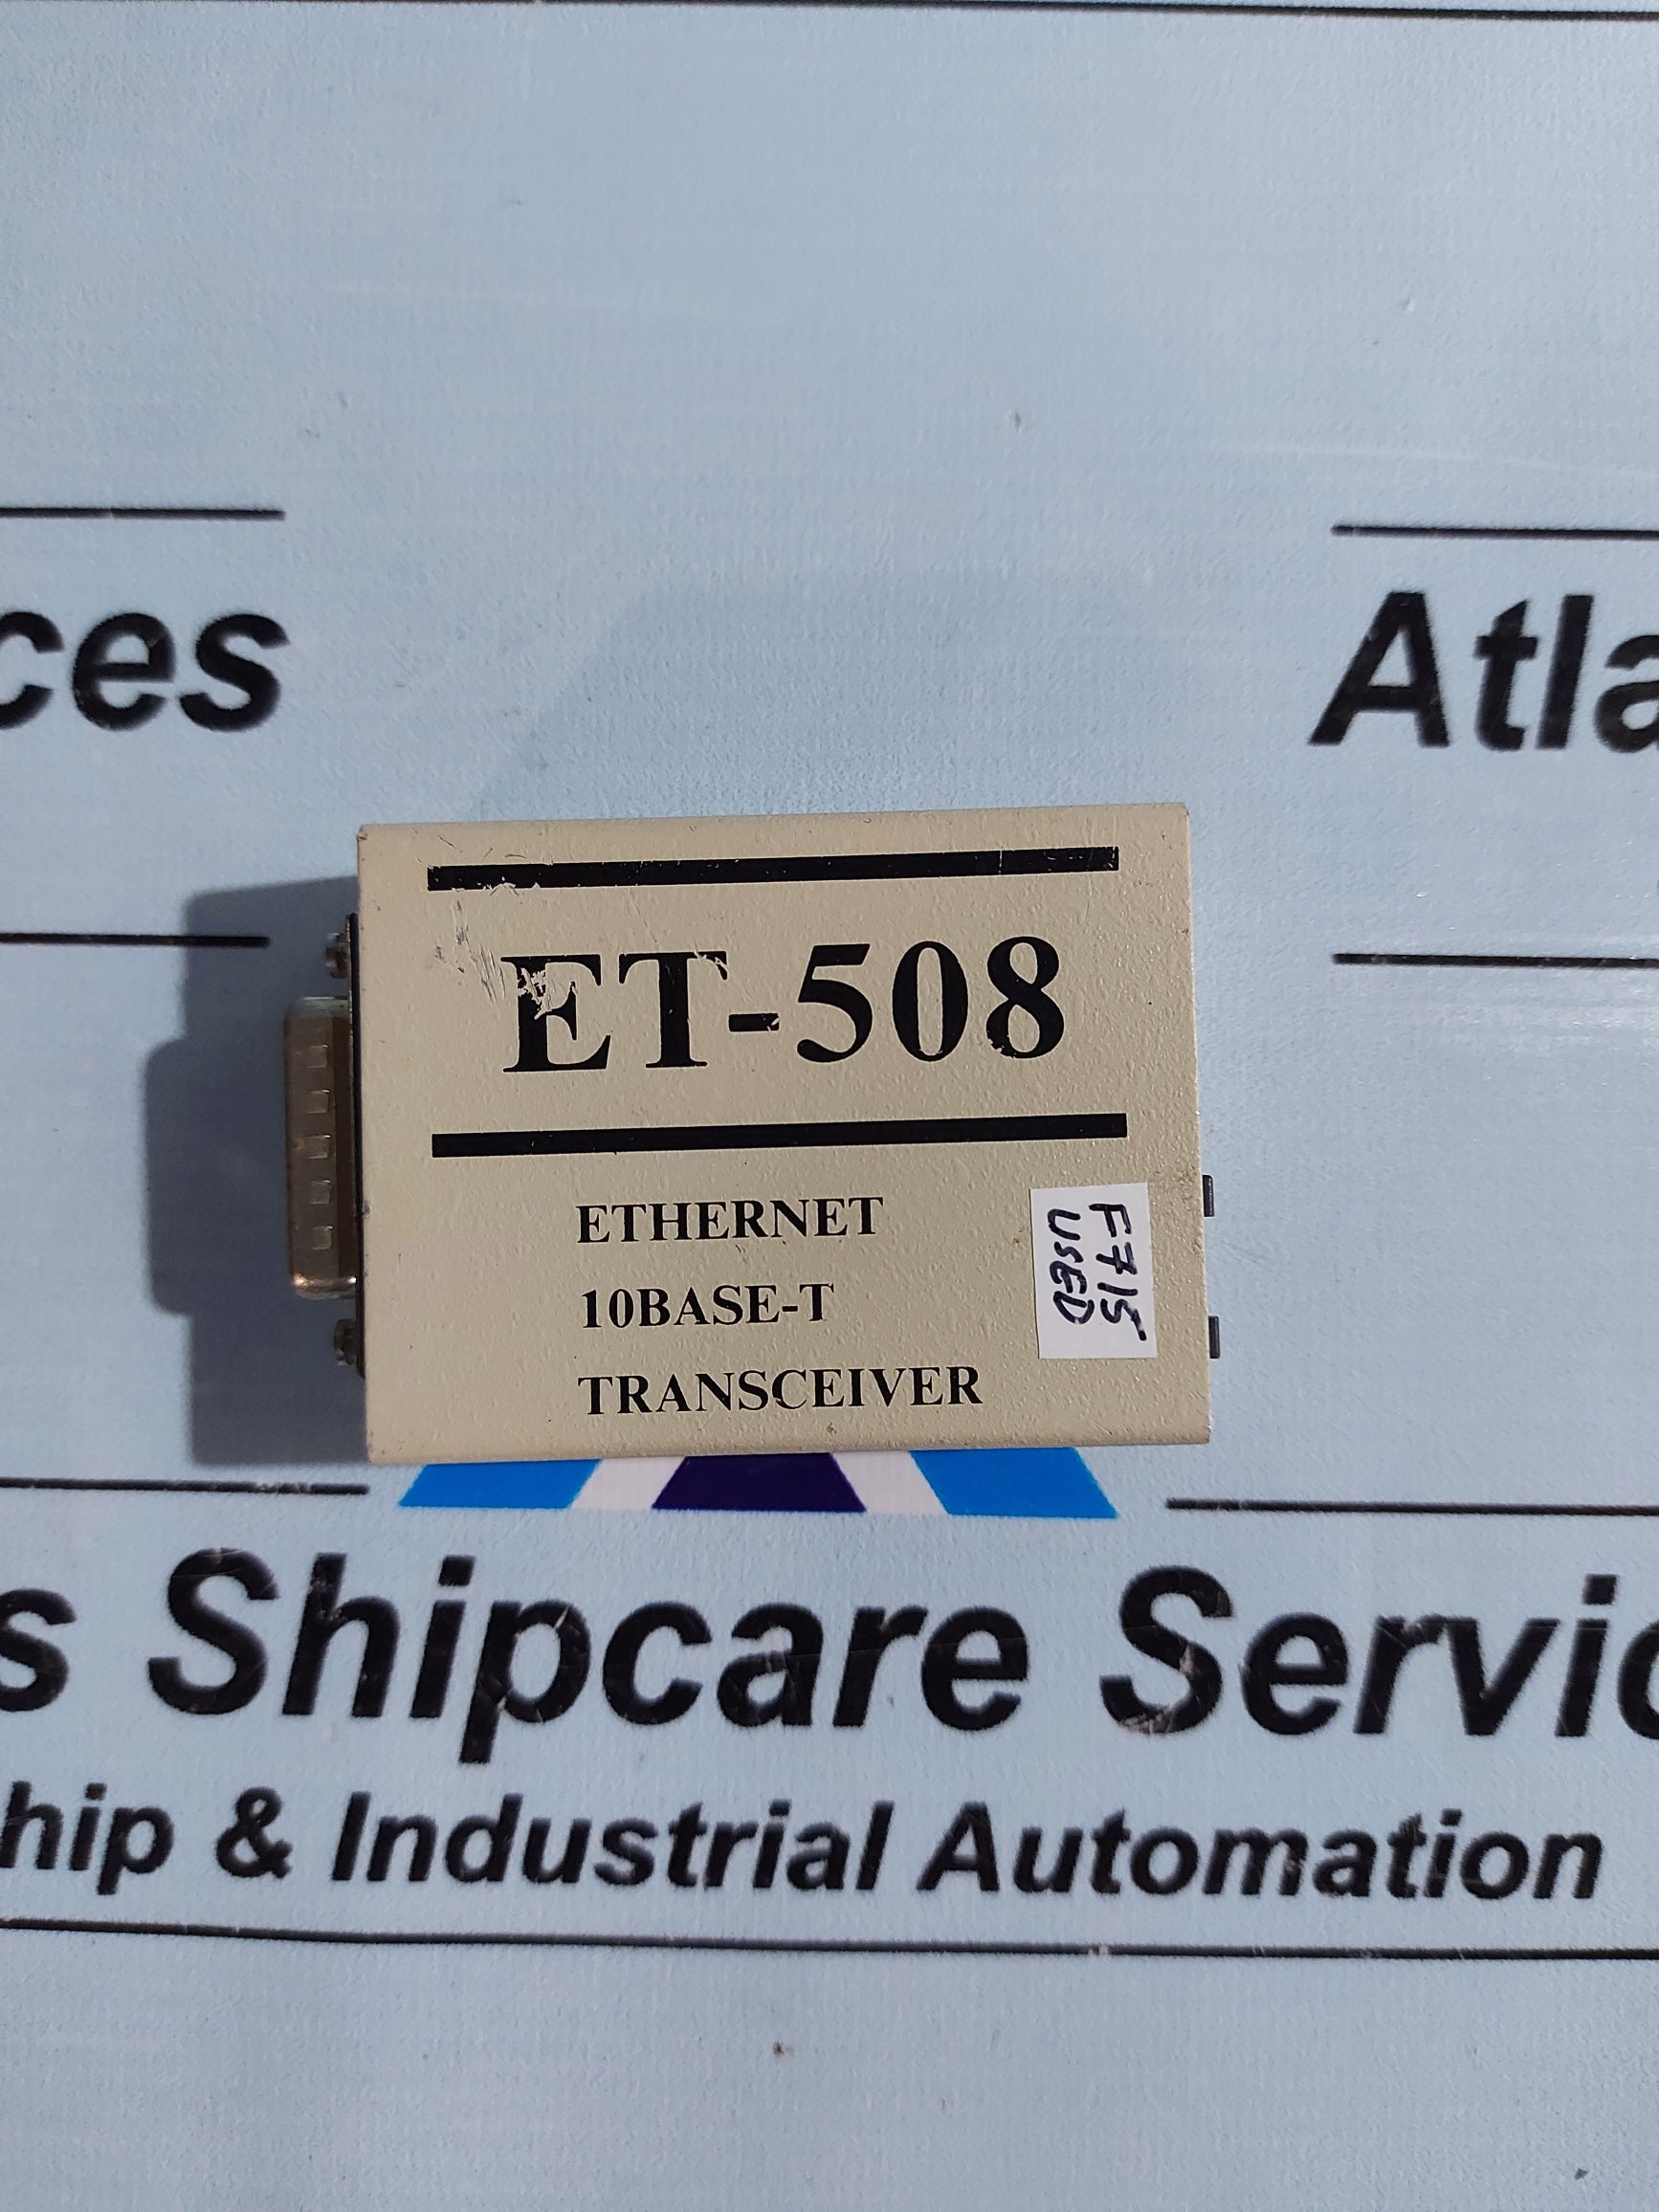 ces
Atla
ET-508
ETHERNET
10BASE-T
TRANSCEIVER
F715
USED
s Shipcare Servic
hip & Industrial Automation